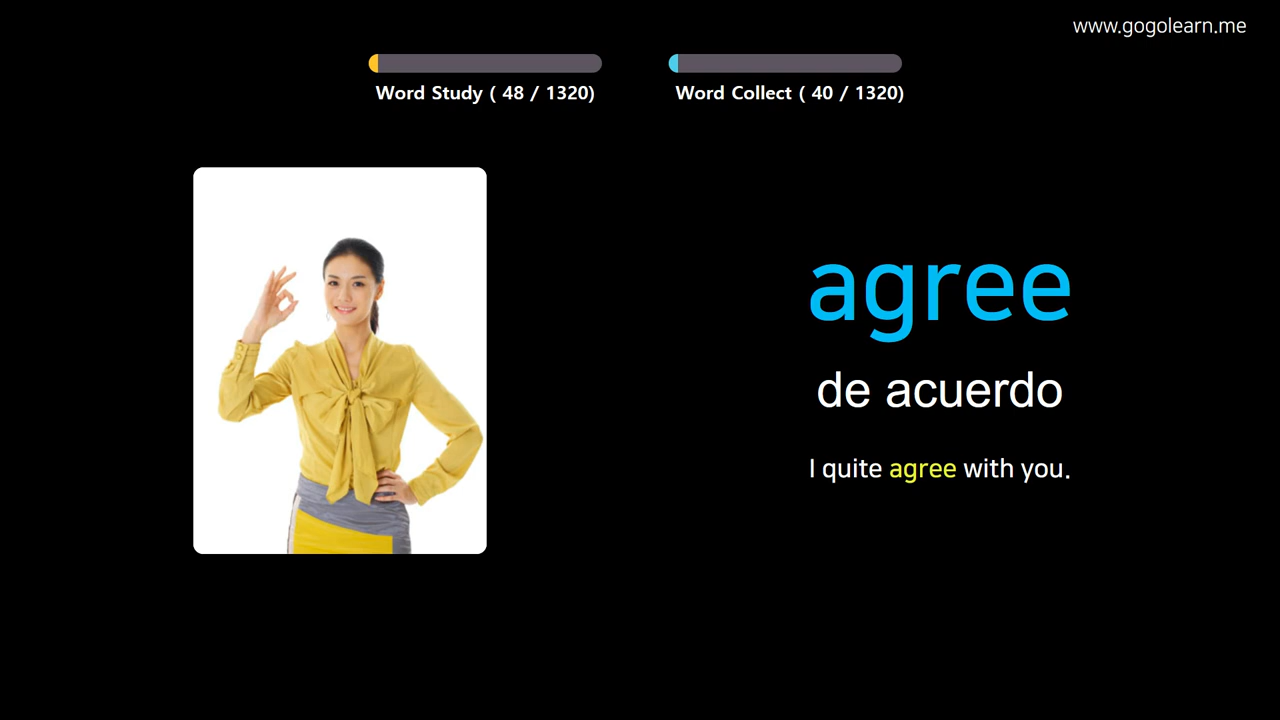 www.gogolearn.me
Word Study ( 48 / 1320)
Word Collect ( 40 / 1320)
agree
de acuerdo
I quite agree with you.